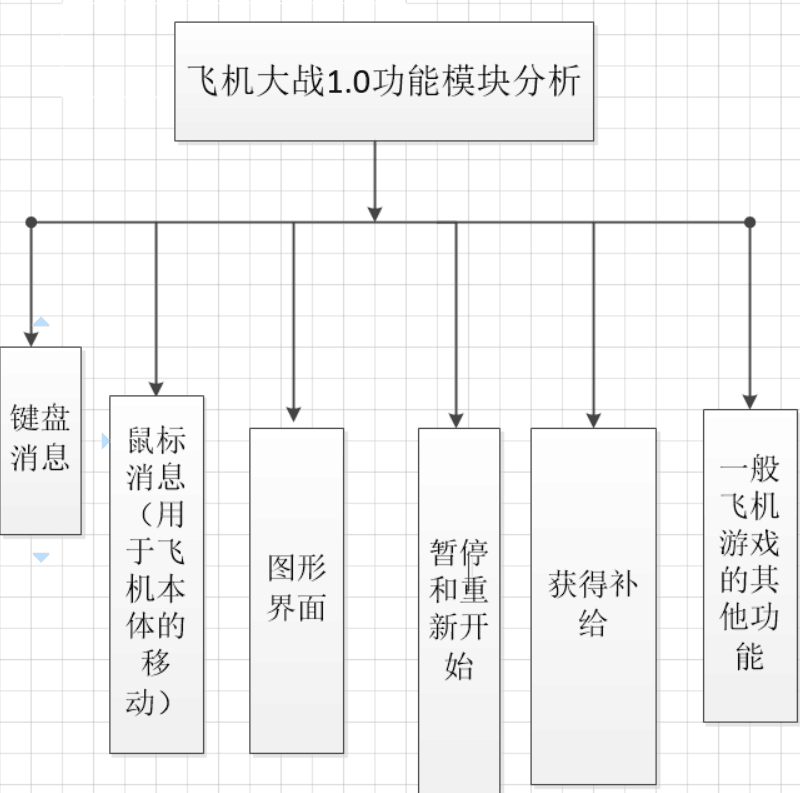 飞机大战1.0功能模块分析
键盘
消息
鼠标
消息
（用
于飞
机本
体的
移
动）
图形
界面
暂停
和重
新开
始
获得补
给
一般
飞机
游戏
的其
他功
能